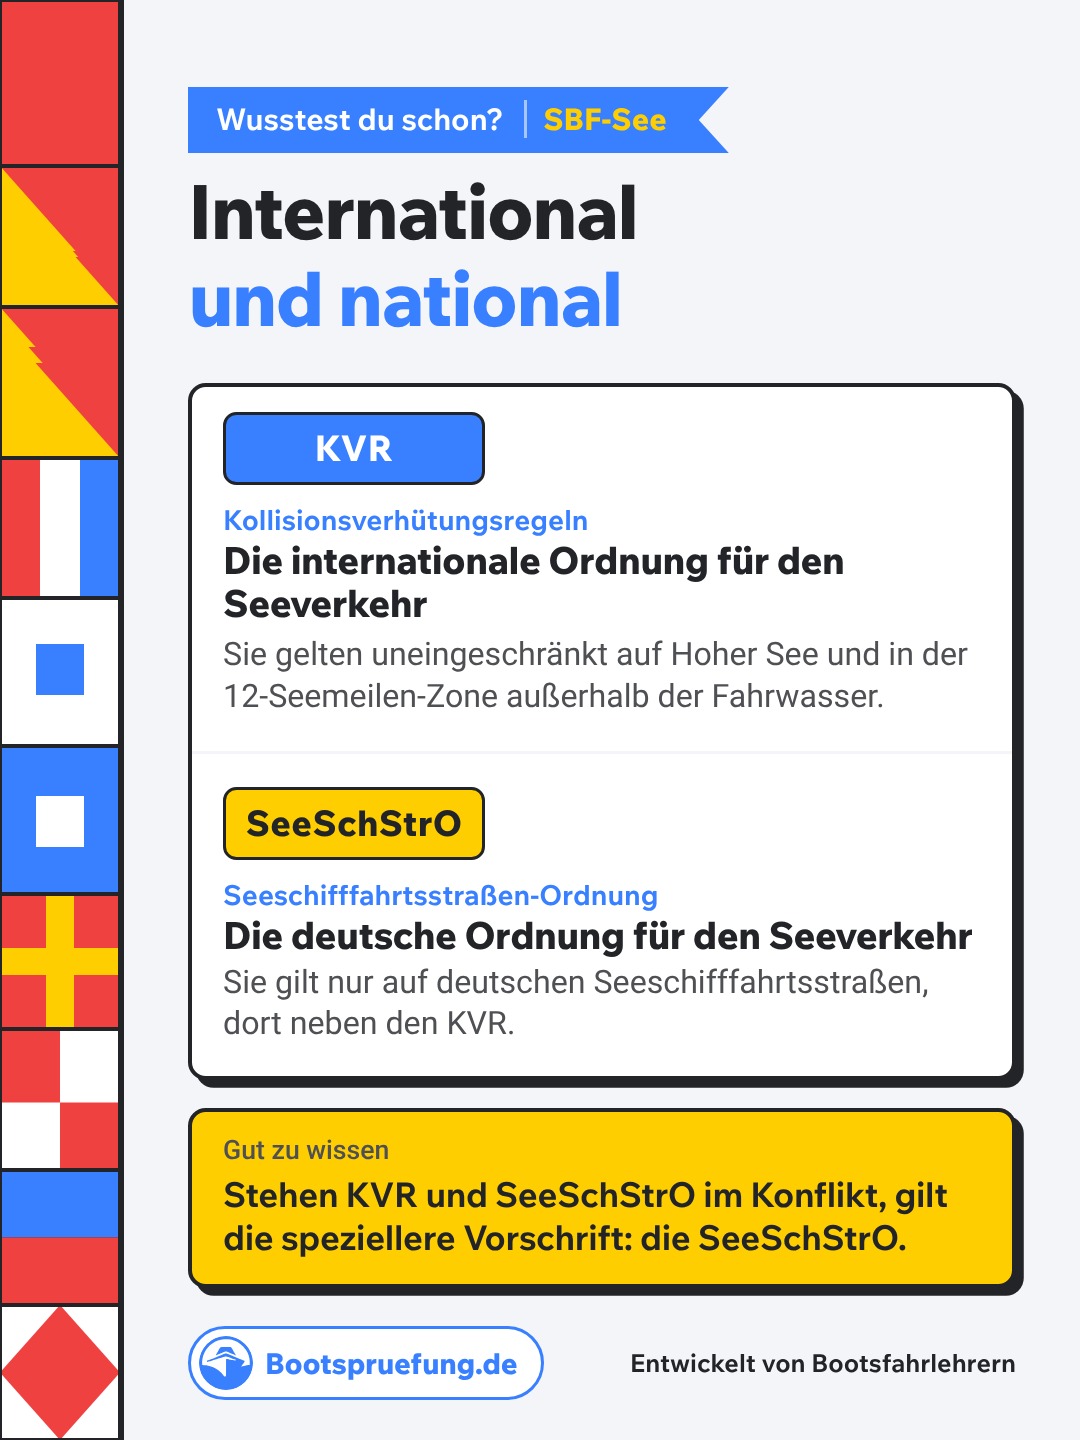 Wusstest du schon? | SBF-See
International
und national
KVR
Kollisionsverhütungsregeln
Die internationale Ordnung für den
Seeverkehr
Sie gelten uneingeschränkt auf Hoher See und in der
12-Seemeilen-Zone außerhalb der Fahrwasser.
SeeSchStrO
Seeschifffahrtsstraßen-Ordnung
Die deutsche Ordnung für den Seeverkehr
Sie gilt nur auf deutschen Seeschifffahrtsstraßen,
dort neben den KVR.
Gut zu wissen
Stehen KVR und SeeSchStrO im Konflikt, gilt
die speziellere Vorschrift: die SeeSchStrO.
Bootspruefung.de
Entwickelt von Bootsfahrlehrern